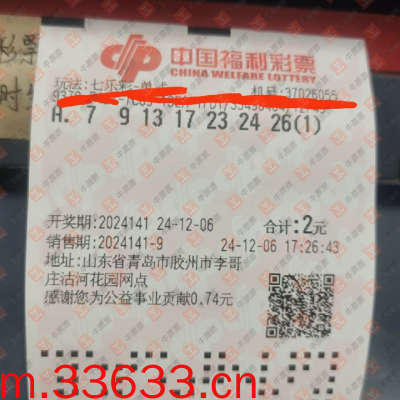 中国福利彩票
CHINA WELFARE LOTTERY
玩法:七乐彩-单式 机号:37025055
A. 7 9 13 17 23 24 26(1)
开奖期:2024141 24-12-06 合计:2元
销售期:2024141-9 24-12-06 17:26:43
地址:山东省青岛市胶州市李哥
庄沽河花园网点
感谢您为公益事业贡献0.74元
m.33633.cn